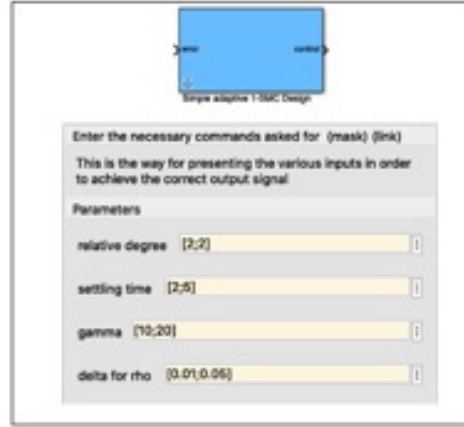 error
control
Simple adaptive 1-SMC Design
Enter the necessary commands asked for (mask) (link)
This is the way for presenting the various inputs in order
to achieve the correct output signal
Parameters
relative degree [2;2]
settling time [2;5]
gamma [10;20]
delta for rho [0.01;0.05]